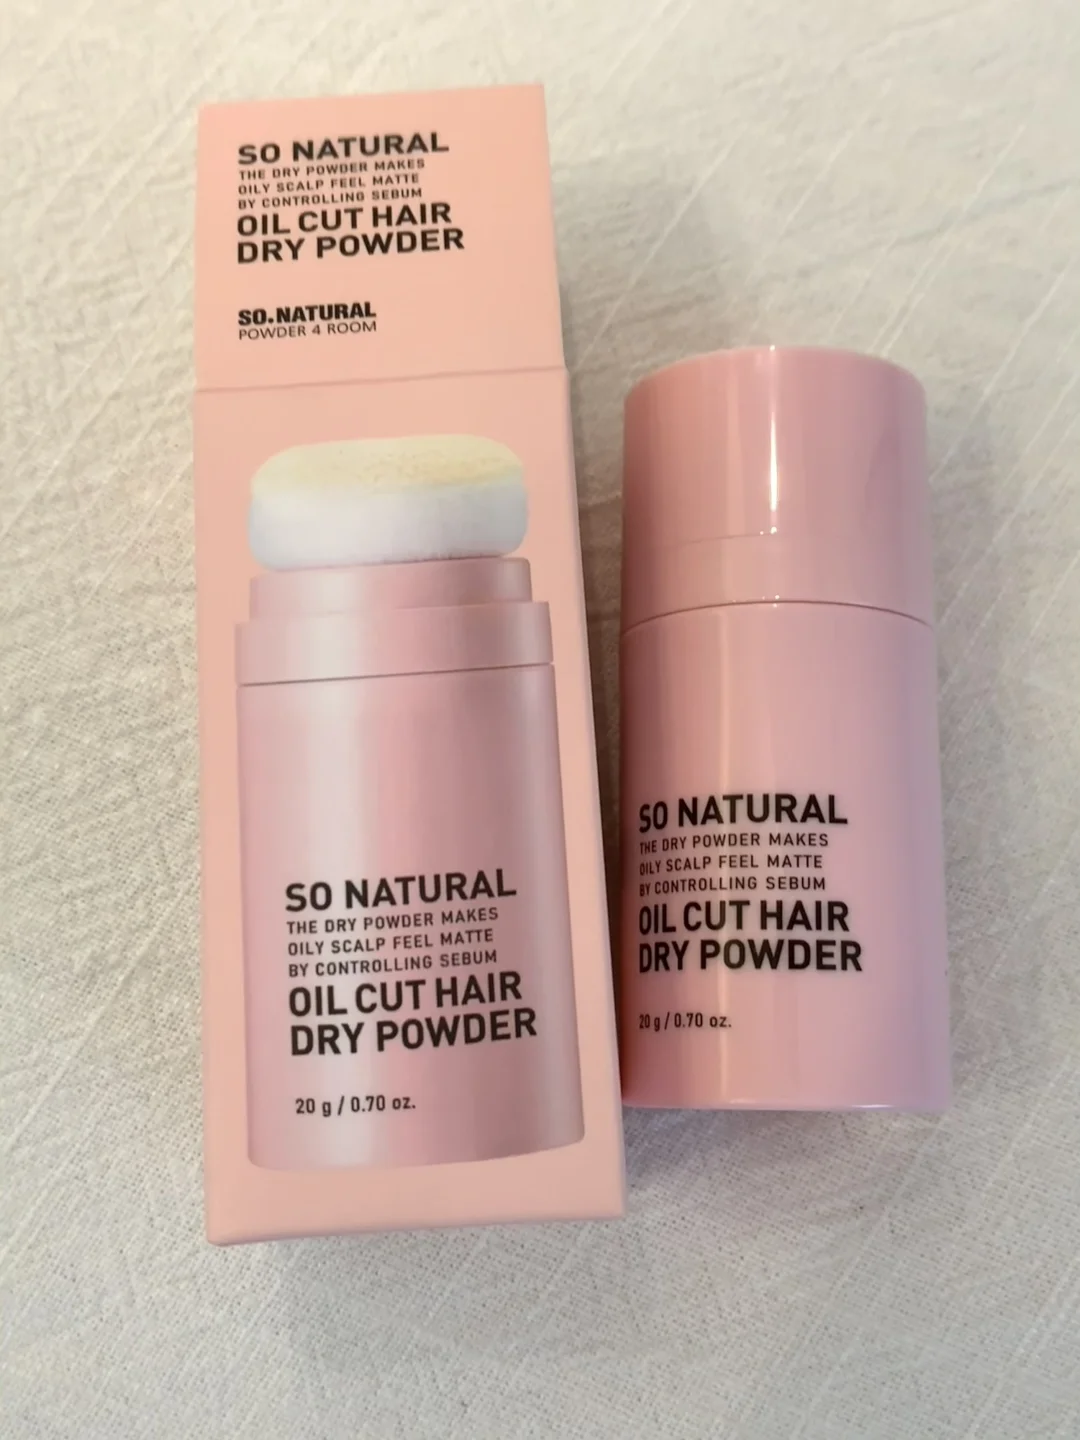 SO NATURAL
THE DRY POWDER MAKES
OILY SCALP FEEL MATTE
BY CONTROLLING SEBUM
OIL CUT HAIR
DRY POWDER
SO.NATURAL
POWDER 4 ROOM
SO NATURAL
THE DRY POWDER MAKES
OILY SCALP FEEL MATTE
BY CONTROLLING SEBUM
OIL CUT HAIR
DRY POWDER
20 g / 0.70 oz.
SO NATURAL
THE DRY POWDER MAKES
OILY SCALP FEEL MATTE
BY CONTROLLING SEBUM
OIL CUT HAIR
DRY POWDER
20 g / 0.70 oz.